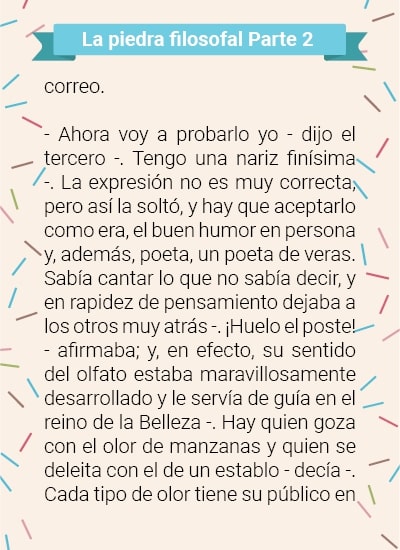 La piedra filosofal Parte 2
correo.
- Ahora voy a probarlo yo - dijo el
tercero -. Tengo una nariz finísima
-. La expresión no es muy correcta,
pero así la soltó, y hay que aceptarlo
como era, el buen humor en persona
y, además, poeta, un poeta de veras.
Sabía cantar lo que no sabía decir, y
en rapidez de pensamiento dejaba a
los otros muy atrás -. ¡Huelo el poste!
- afirmaba; y, en efecto, su sentido
del olfato estaba maravillosamente
desarrollado y le servía de guía en el
reino de la Belleza -. Hay quien goza
con el olor de manzanas y quien se
deleita con el de un establo - decía -.
Cada tipo de olor tiene su público en